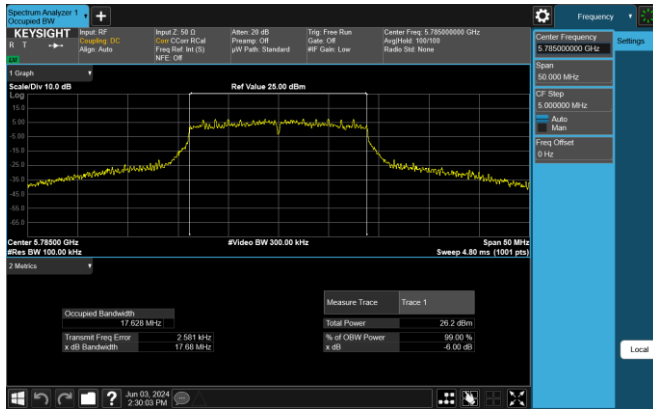 Spectrum Analyzer 1
Occupied BW
+
Frequency
KEYSIGHT
R T
Input: RF
Coupling: DC
Align: Auto
Input Z: 50 Ω
Corr CCorr RCal
Freq Ref: Int (S)
NFE: Off
Atten: 20 dB
Preamp: Off
µW Path: Standard
Trig: Free Run
Gate: Off
#IF Gain: Low
Center Freq: 5.785000000 GHz
Avg|Hold: 100/100
Radio Std: None
1 Graph
Scale/Div 10.0 dB
Ref Value 25.00 dBm
Log
15.0
5.00
-5.00
-15.0
-25.0
-35.0
-45.0
-55.0
-65.0
Center 5.78500 GHz
#Video BW 300.00 kHz
Span 50 MHz
#Res BW 100.00 kHz
Sweep 4.80 ms (1001 pts)
2 Metrics
Occupied Bandwidth
17.628 MHz
Transmit Freq Error 2.581 kHz
x dB Bandwidth 17.68 MHz
Measure Trace Trace 1
Total Power 26.2 dBm
% of OBW Power 99.00 %
x dB -6.00 dB
Center Frequency
5.785000000 GHz
Settings
Span
50.000 MHz
CF Step
5.000000 MHz
Auto
Man
Freq Offset
0 Hz
Local
?
Jun 03, 2024
2:30:03 PM